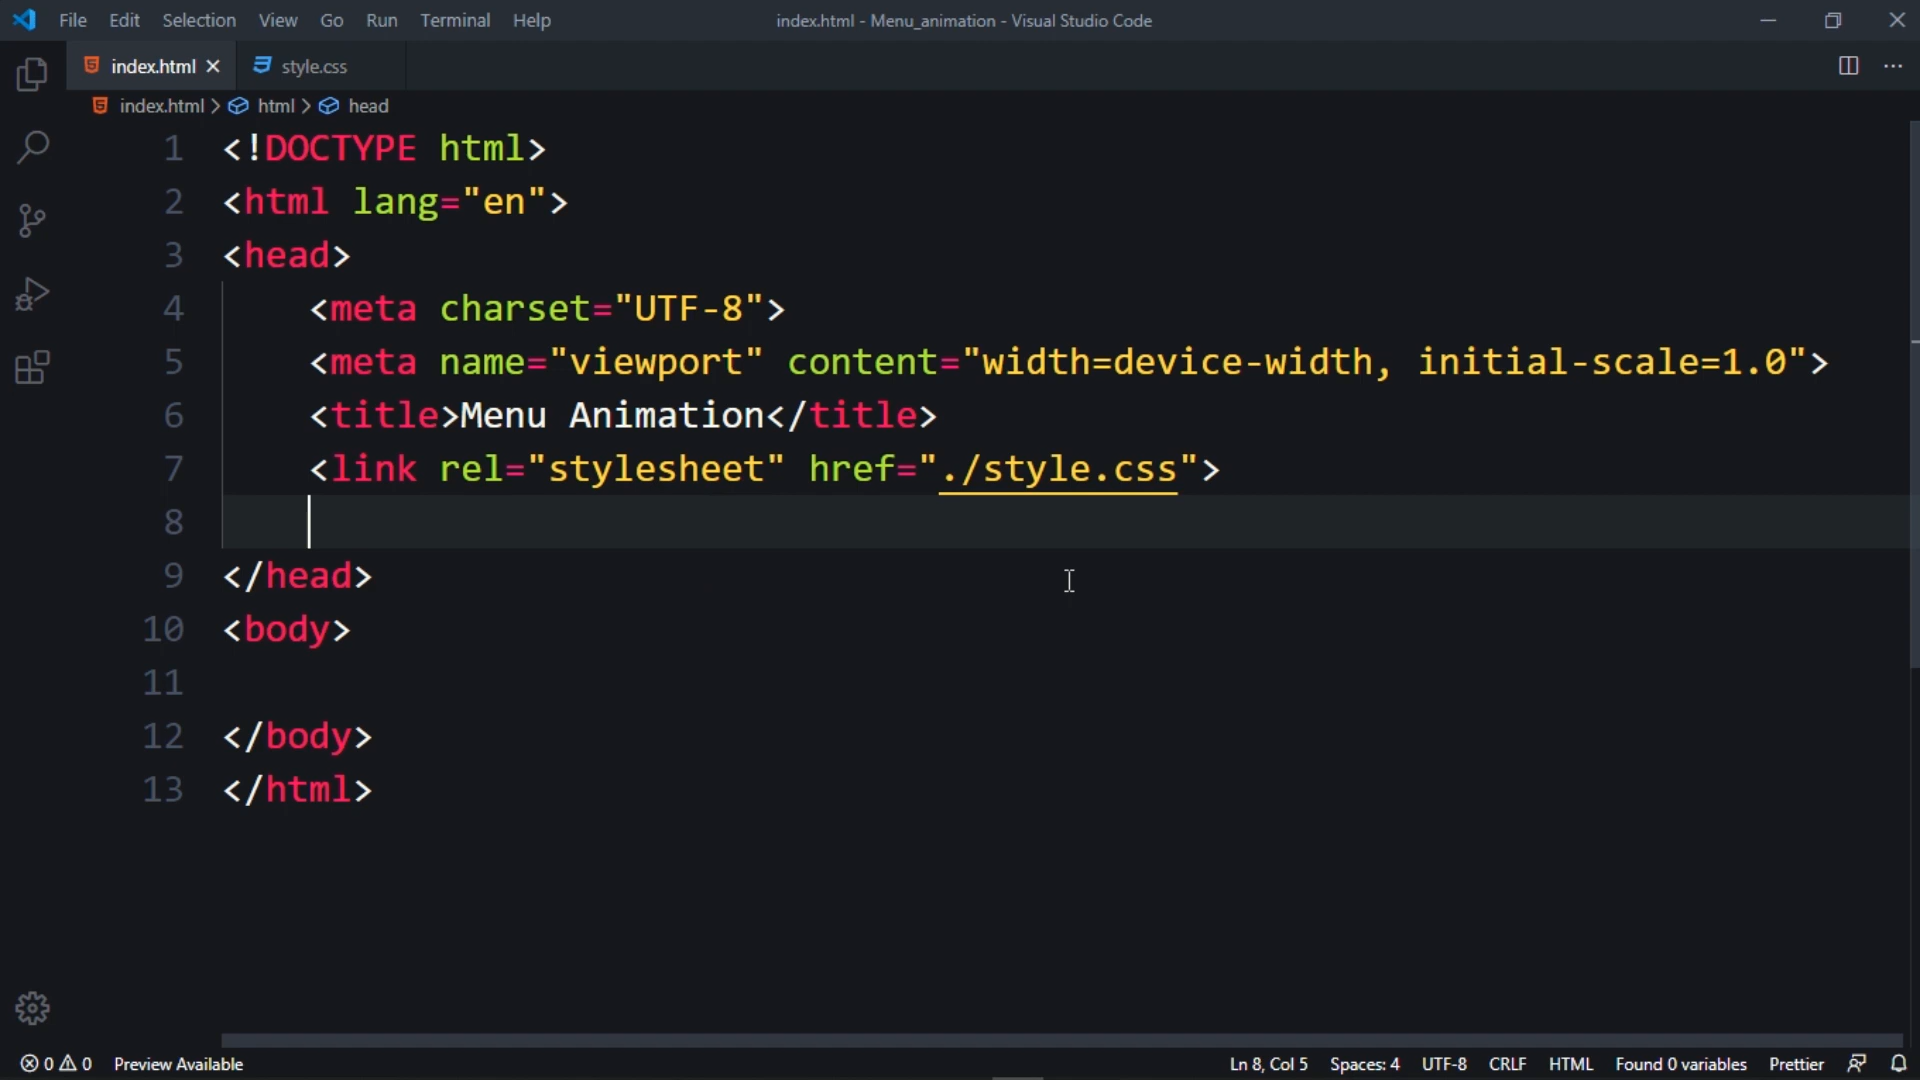 File Edit Selection View Go Run Terminal Help index.html - Menu_animation - Visual Studio Code
index.html style.css
index.html > html > head
1 <!DOCTYPE html>
2 <html lang="en">
3 <head>
4 <meta charset="UTF-8">
5 <meta name="viewport" content="width=device-width, initial-scale=1.0">
6 <title>Menu Animation</title>
7 <link rel="stylesheet" href="./style.css">
8
9 </head>
10 <body>
11
12 </body>
13 </html>
0 0 Preview Available Ln 8, Col 5 Spaces: 4 UTF-8 CRLF HTML Found 0 variables Prettier